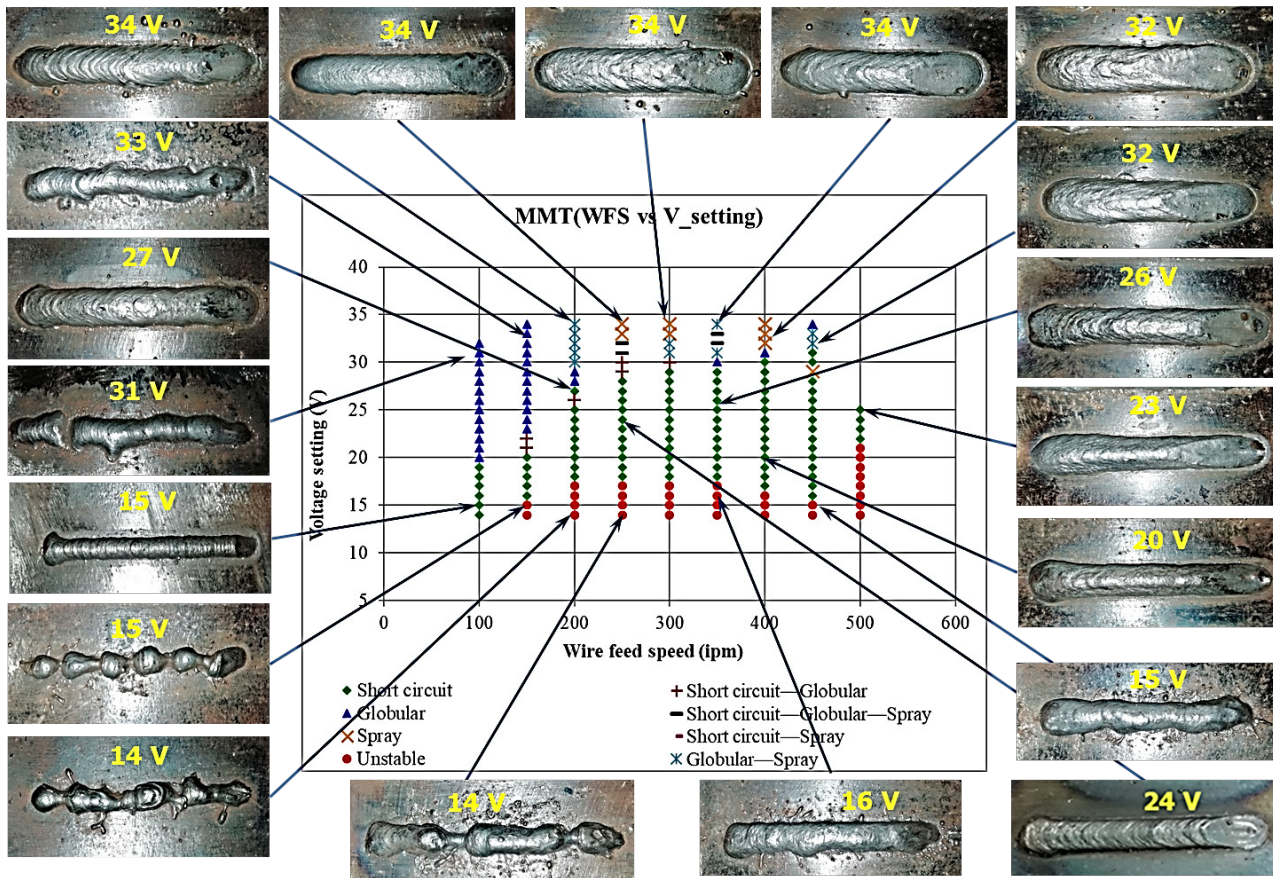 34 V
34 V
34 V
34 V
32 V
33 V
32 V
27 V
26 V
31 V
23 V
15 V
20 V
15 V
15 V
14 V
14 V
16 V
24 V
MMT(WFS vs V_setting)
Voltage setting (V)
40
35
30
25
20
15
10
5
0
100
200
300
400
500
600
Wire feed speed (ipm)
Short circuit
Short circuit—Globular
Globular
Short circuit—Globular—Spray
Spray
Short circuit—Spray
Unstable
Globular—Spray